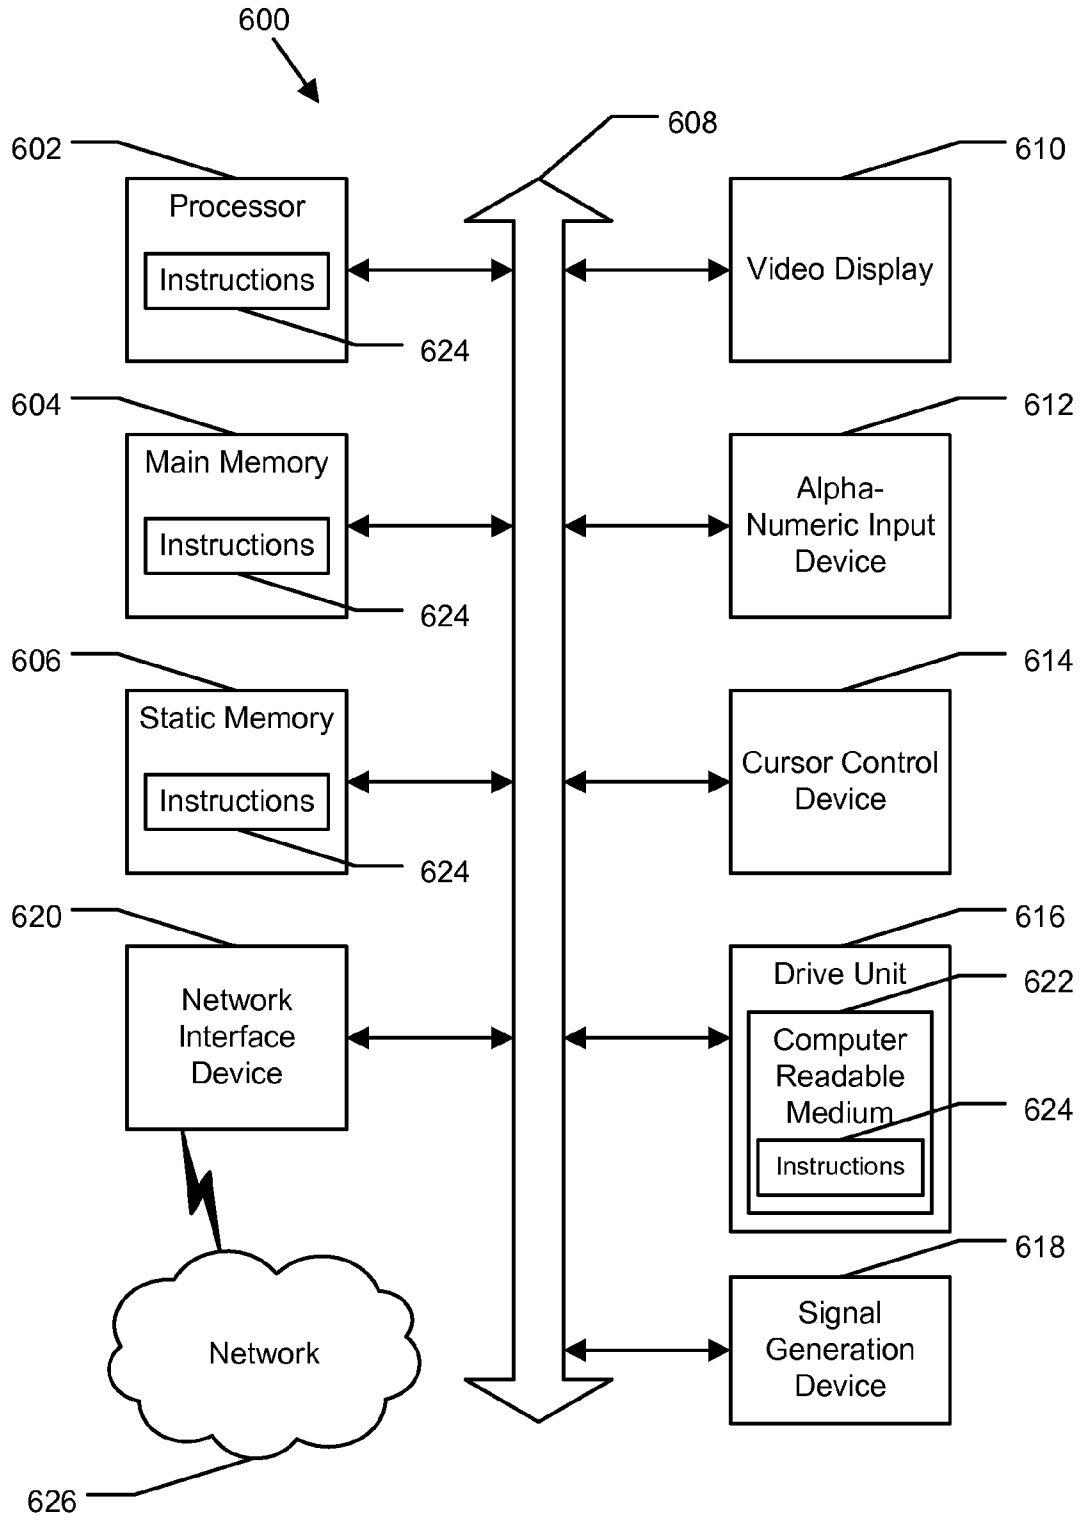 600
608
602
Processor
Instructions
624
610
Video Display
604
Main Memory
Instructions
624
612
Alpha-
Numeric Input
Device
606
Static Memory
Instructions
624
614
Cursor Control
Device
620
Network
Interface
Device
616
Drive Unit
622
Computer
Readable
Medium
624
Instructions
618
Signal
Generation
Device
Network
626